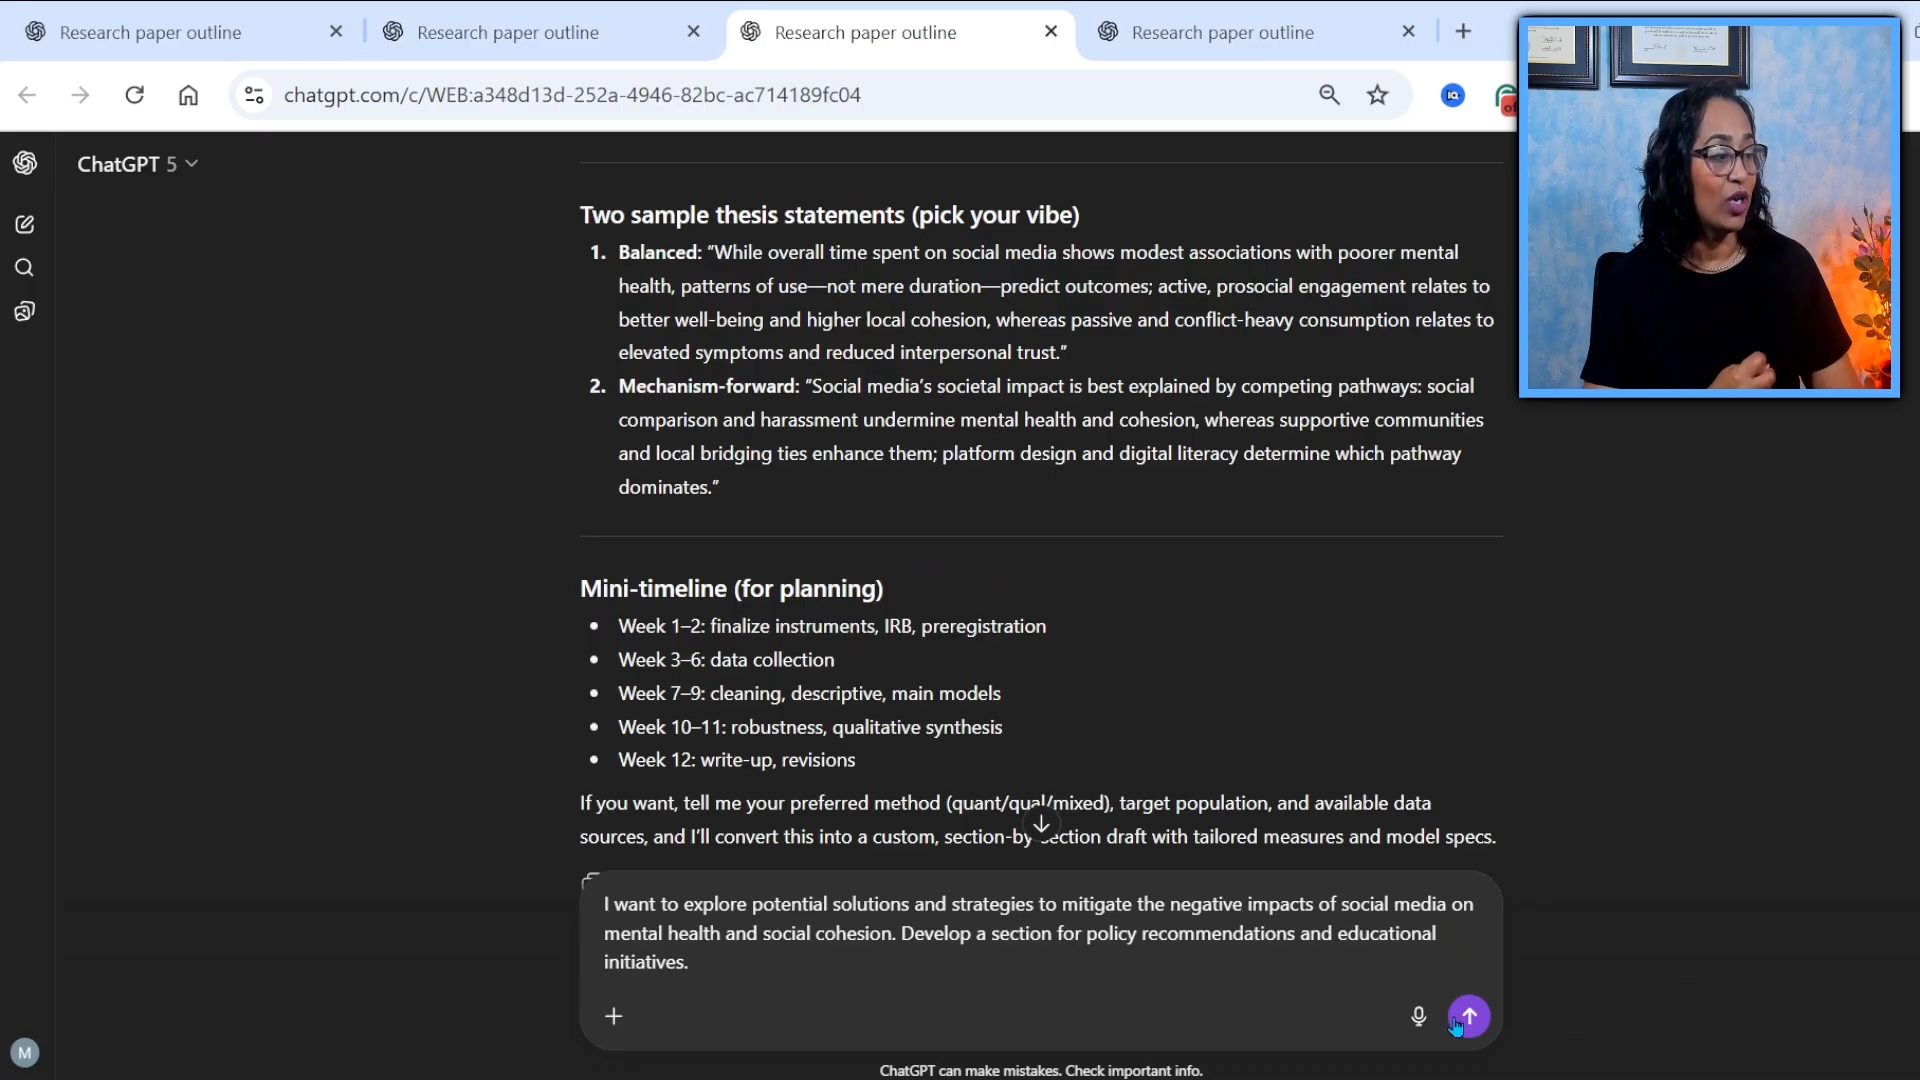 Research paper outline
Research paper outline
Research paper outline
Research paper outline
chatgpt.com/c/WEB:a348d13d-252a-4946-82bc-ac714189fc04
IQ
of
ChatGPT 5
Two sample thesis statements (pick your vibe)
1. Balanced: “While overall time spent on social media shows modest associations with poorer mental
health, patterns of use—not mere duration—predict outcomes; active, prosocial engagement relates to
better well-being and higher local cohesion, whereas passive and conflict-heavy consumption relates to
elevated symptoms and reduced interpersonal trust.”
2. Mechanism-forward: “Social media’s societal impact is best explained by competing pathways: social
comparison and harassment undermine mental health and cohesion, whereas supportive communities
and local bridging ties enhance them; platform design and digital literacy determine which pathway
dominates.”
Mini-timeline (for planning)
• Week 1–2: finalize instruments, IRB, preregistration
• Week 3–6: data collection
• Week 7–9: cleaning, descriptive, main models
• Week 10–11: robustness, qualitative synthesis
• Week 12: write-up, revisions
If you want, tell me your preferred method (quant/qual/mixed), target population, and available data
sources, and I’ll convert this into a custom, section-by-section draft with tailored measures and model specs.
I want to explore potential solutions and strategies to mitigate the negative impacts of social media on
mental health and social cohesion. Develop a section for policy recommendations and educational
initiatives.
M
ChatGPT can make mistakes. Check important info.